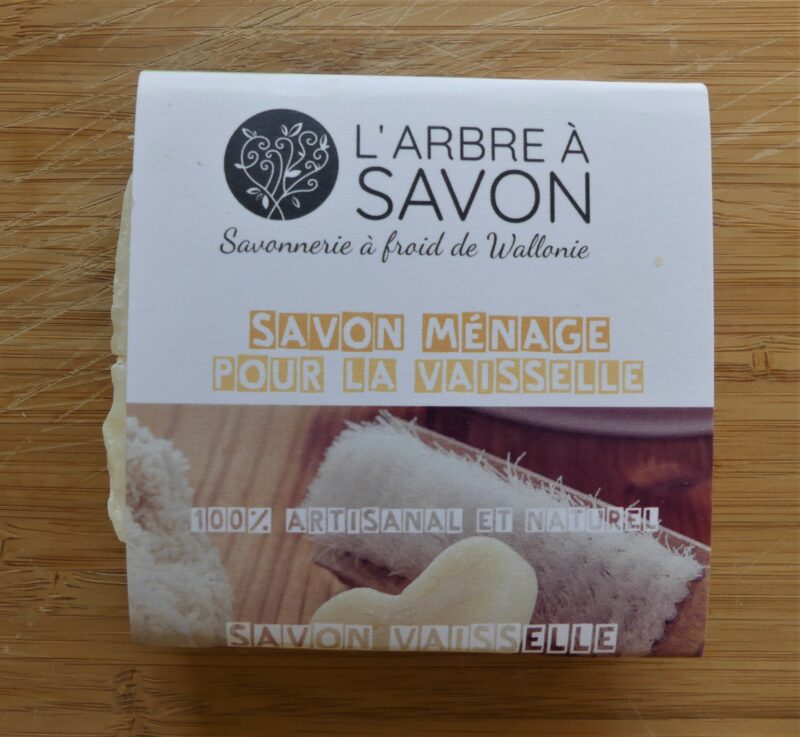 L'ARBRE À
SAVON
Savonnerie à froid de Wallonie
SAVON MÉNAGE
POUR LA VAISSELLE
100% ARTISANAL ET NATUREL
SAVON VAISSELLE